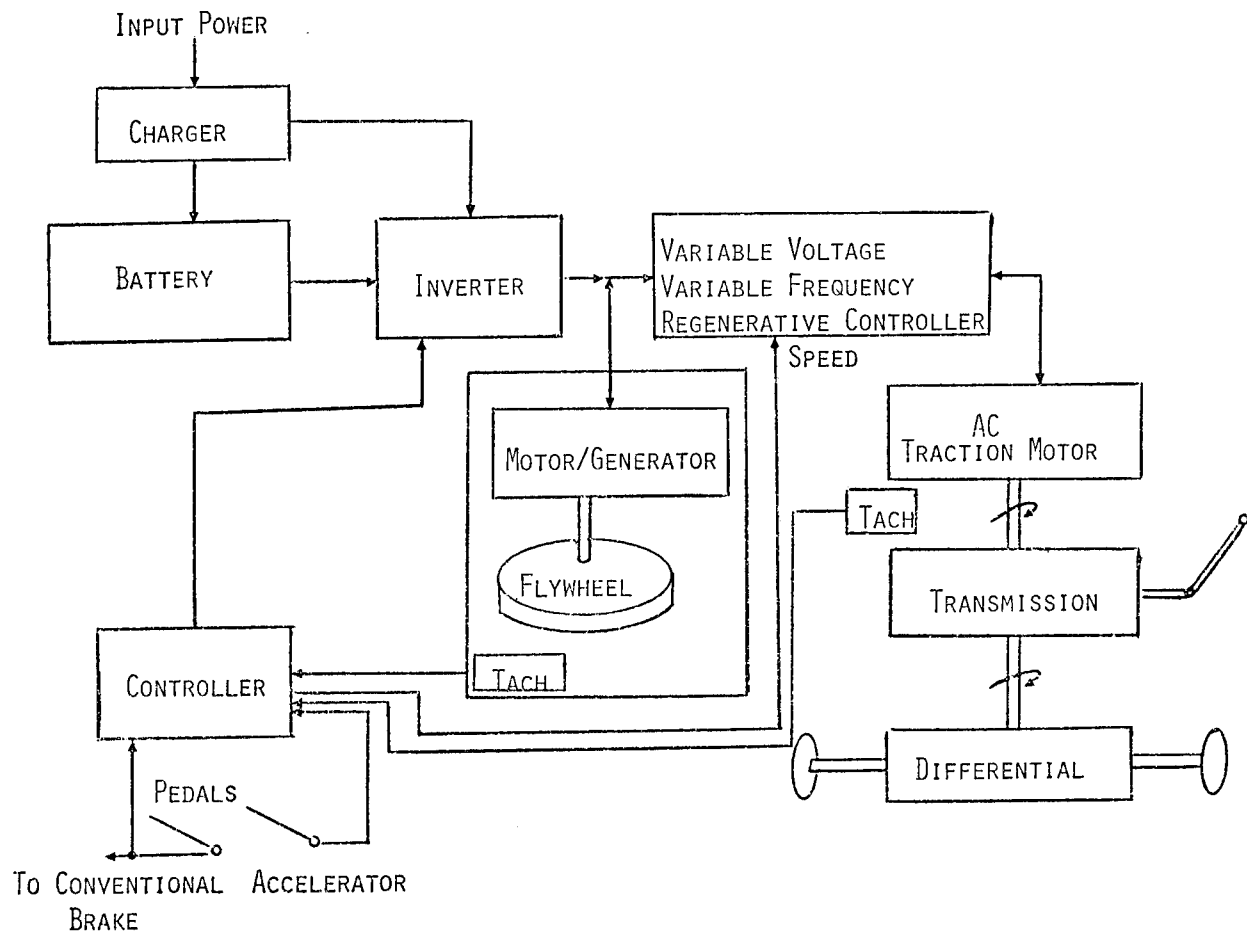 INPUT POWER
CHARGER
BATTERY
INVERTER
VARIABLE VOLTAGE
VARIABLE FREQUENCY
REGENERATIVE CONTROLLER
SPEED
AC
TRACTION MOTOR
MOTOR/GENERATOR
TACH
FLYWHEEL
TRANSMISSION
TACH
CONTROLLER
DIFFERENTIAL
PEDALS
TO CONVENTIONAL ACCELERATOR
BRAKE